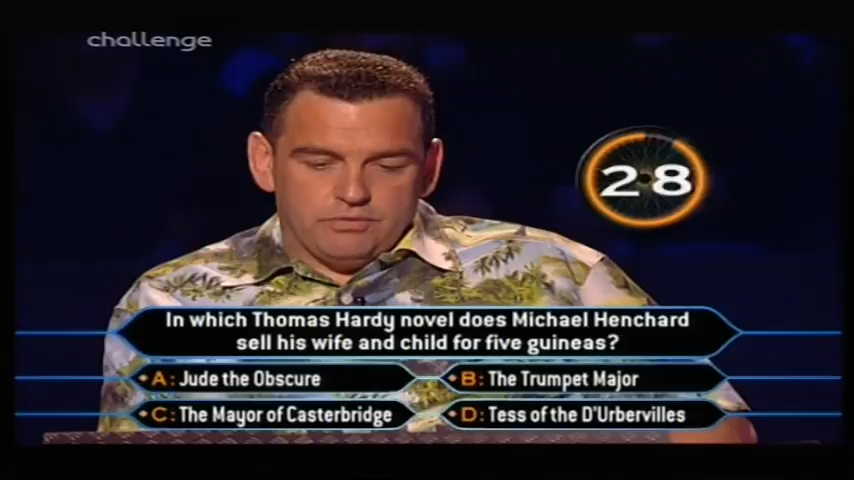 challenge
28
In which Thomas Hardy novel does Michael Henchard
sell his wife and child for five guineas?
A: Jude the Obscure
B: The Trumpet Major
C: The Mayor of Casterbridge
D: Tess of the D'Urbervilles